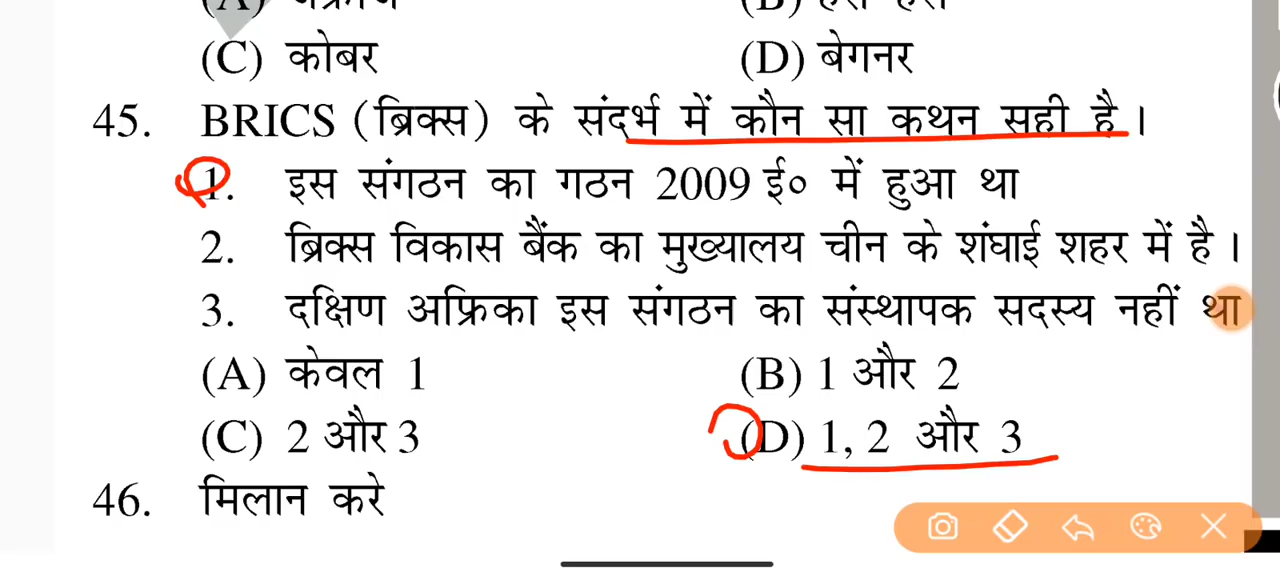 (C) कोबर (D) बेगनर
45. BRICS (ब्रिक्स) के संदर्भ में कौन सा कथन सही है ।
1. इस संगठन का गठन 2009 ई० में हुआ था
2. ब्रिक्स विकास बैंक का मुख्यालय चीन के शंघाई शहर में है ।
3. दक्षिण अफ्रिका इस संगठन का संस्थापक सदस्य नहीं था
(A) केवल 1 (B) 1 और 2
(C) 2 और 3 (D) 1, 2 और 3
46. मिलान करे